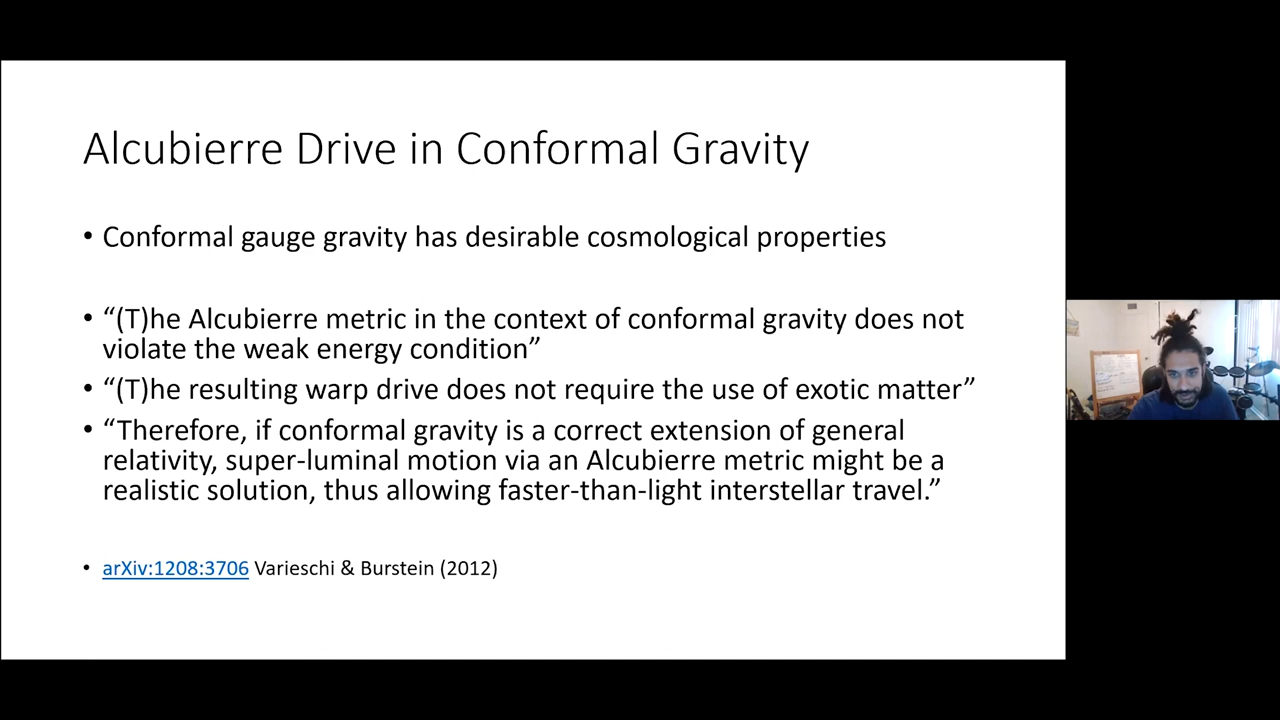 Alcubierre Drive in Conformal Gravity
• Conformal gauge gravity has desirable cosmological properties
• “(T)he Alcubierre metric in the context of conformal gravity does not
violate the weak energy condition”
• “(T)he resulting warp drive does not require the use of exotic matter”
• “Therefore, if conformal gravity is a correct extension of general
relativity, super-luminal motion via an Alcubierre metric might be a
realistic solution, thus allowing faster-than-light interstellar travel.”
• arXiv:1208:3706 Varieschi & Burstein (2012)